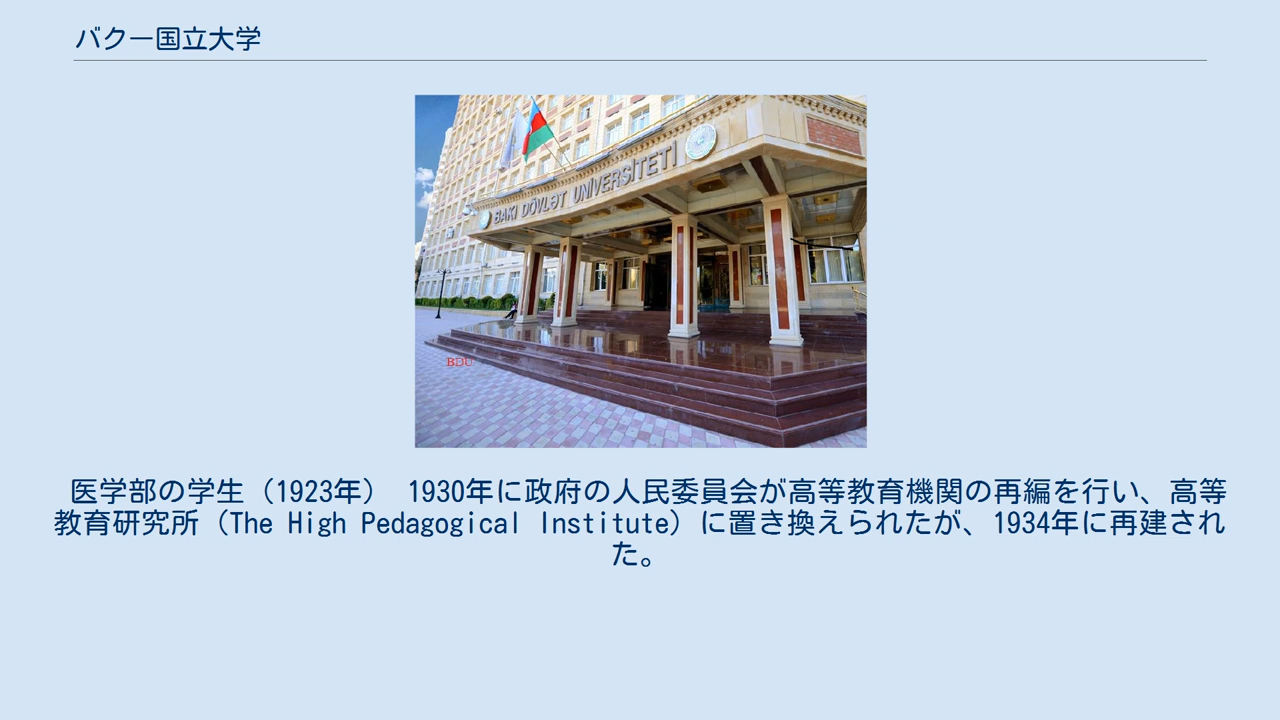 バクー国立大学
BAKI DÖVLƏT UNİVERSİTETİ
BDU
医学部の学生（1923年） 1930年に政府の人民委員会が高等教育機関の再編を行い、高等
教育研究所（The High Pedagogical Institute）に置き換えられたが、1934年に再建され
た。